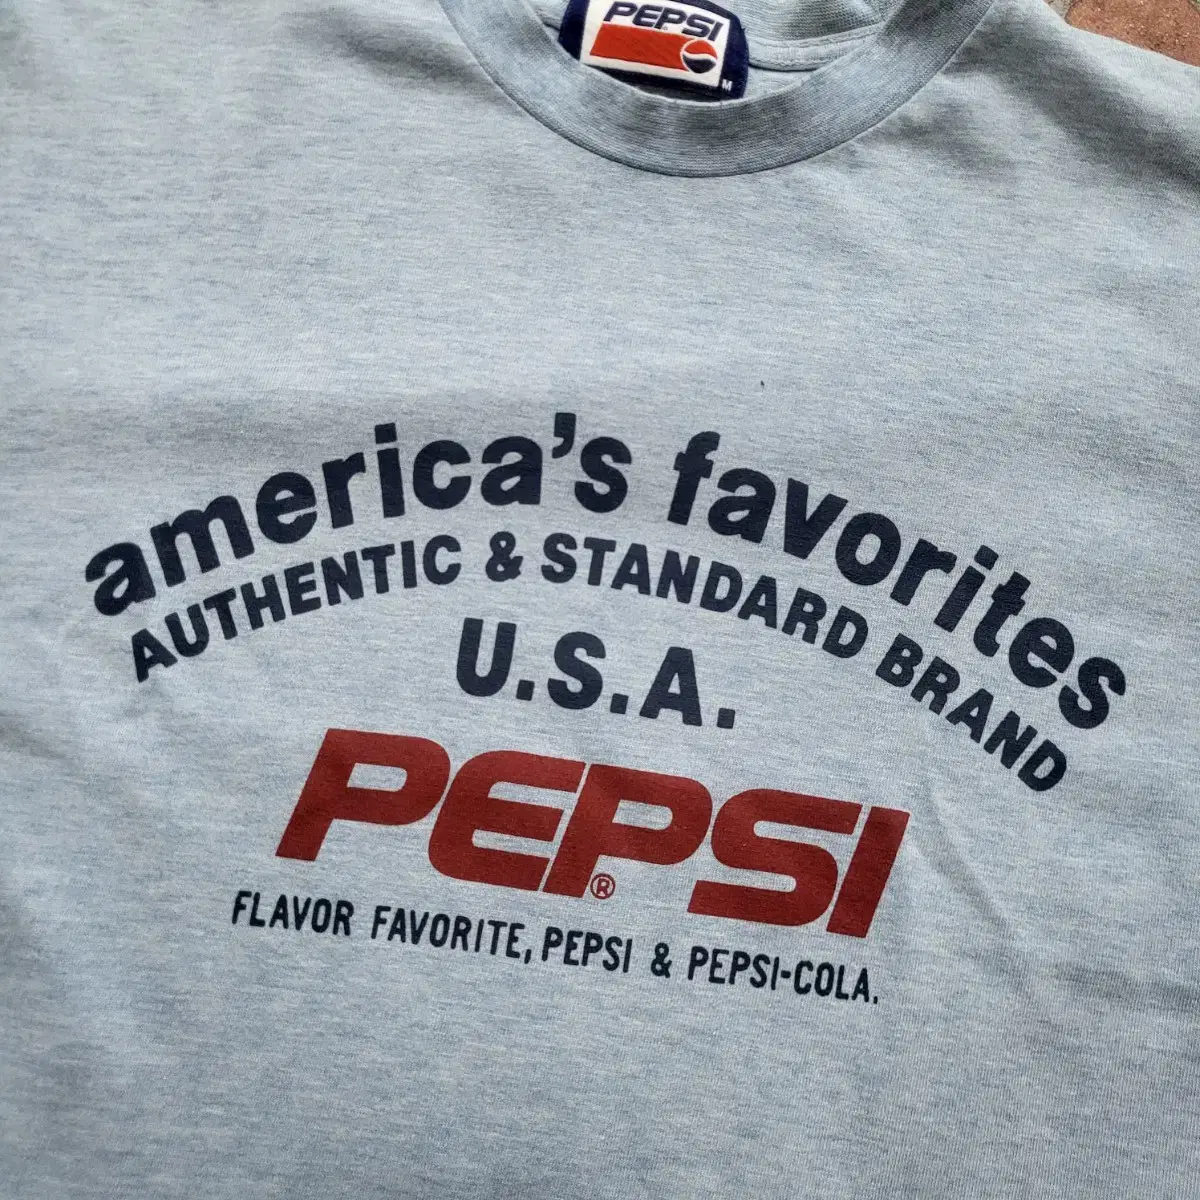 PEPSI
M
america's favorites
AUTHENTIC & STANDARD BRAND
U.S.A.
PEPSI®
FLAVOR FAVORITE, PEPSI & PEPSI-COLA.